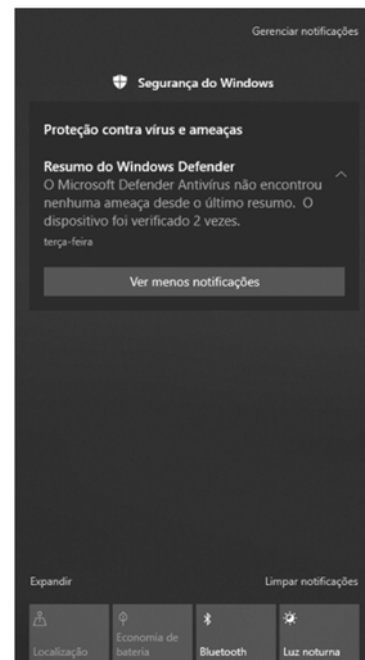 Gerenciar notificações
Segurança do Windows
Proteção contra vírus e ameaças
Resumo do Windows Defender
O Microsoft Defender Antivírus não encontrou
nenhuma ameaça desde o último resumo. O
dispositivo foi verificado 2 vezes.
terça-feira
Ver menos notificações
Expandir
Limpar notificações
Localização
Economia de
bateria
Bluetooth
Luz noturna